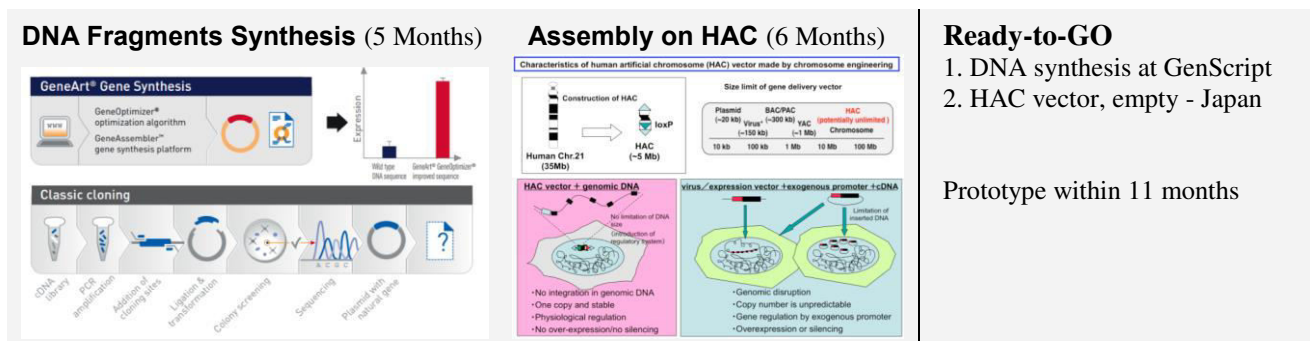 DNA Fragments Synthesis (5 Months)
GeneArt® Gene Synthesis
www
GeneOptimizer®
optimization algorithm
GeneAssembler™
gene synthesis platform
Expression
Wild type
DNA sequence
GeneArt® GeneOptimizer®
improved sequence
Classic cloning
A C G C
?
cDNA
library
PCR
amplification
Addition of
cloning sites
Ligation &
transformation
Colony screening
Sequencing
Plasmid with
natural gene
Assembly on HAC (6 Months)
Characteristics of human artificial chromosome (HAC) vector made by chromosome engineering
Construction of HAC
loxP
Human Chr.21
(35Mb)
HAC
(~5 Mb)
Size limit of gene delivery vector
Plasmid
(~20 kb)
Virus*
(~150 kb)
BAC/PAC
(~300 kb)
YAC
(~1 Mb)
HAC
(potentially unlimited )
Chromosome
10 kb 100 kb 1 Mb 10 Mb 100 Mb
HAC vector + genomic DNA
No limitation of DNA
size
(introduction of
regulatory system)
・No integration in genomic DNA
・One copy and stable
・Physiological regulation
・No over-expression/no silencing
virus/expression vector +exogenous promoter +cDNA
Limitation of
inserted DNA
・Genomic disruption
・Copy number is unpredictable
・Gene regulation by exogenous promoter
・Overexpression or silencing
Ready-to-GO
1. DNA synthesis at GenScript
2. HAC vector, empty - Japan
Prototype within 11 months